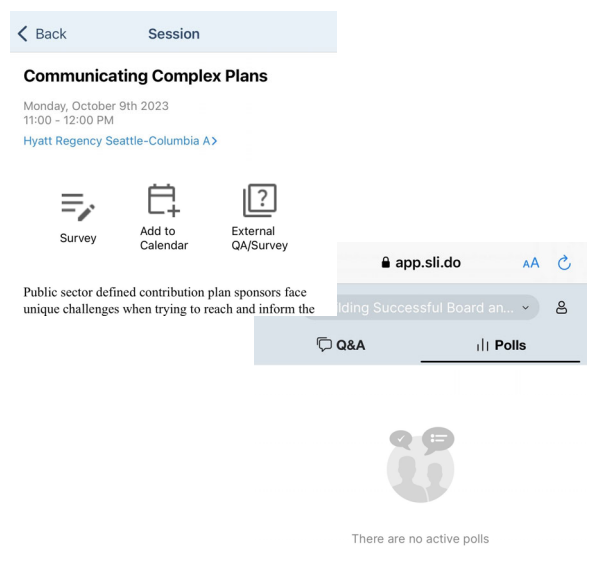 Back
Session
Communicating Complex Plans
Monday, October 9th 2023
11:00 - 12:00 PM
Hyatt Regency Seattle-Columbia A>
Survey
Add to
Calendar
External
QA/Survey
Public sector defined contribution plan sponsors face
unique challenges when trying to reach and inform the
app.sli.do
AA
lding Successful Board an...
Q&A
Polls
There are no active polls